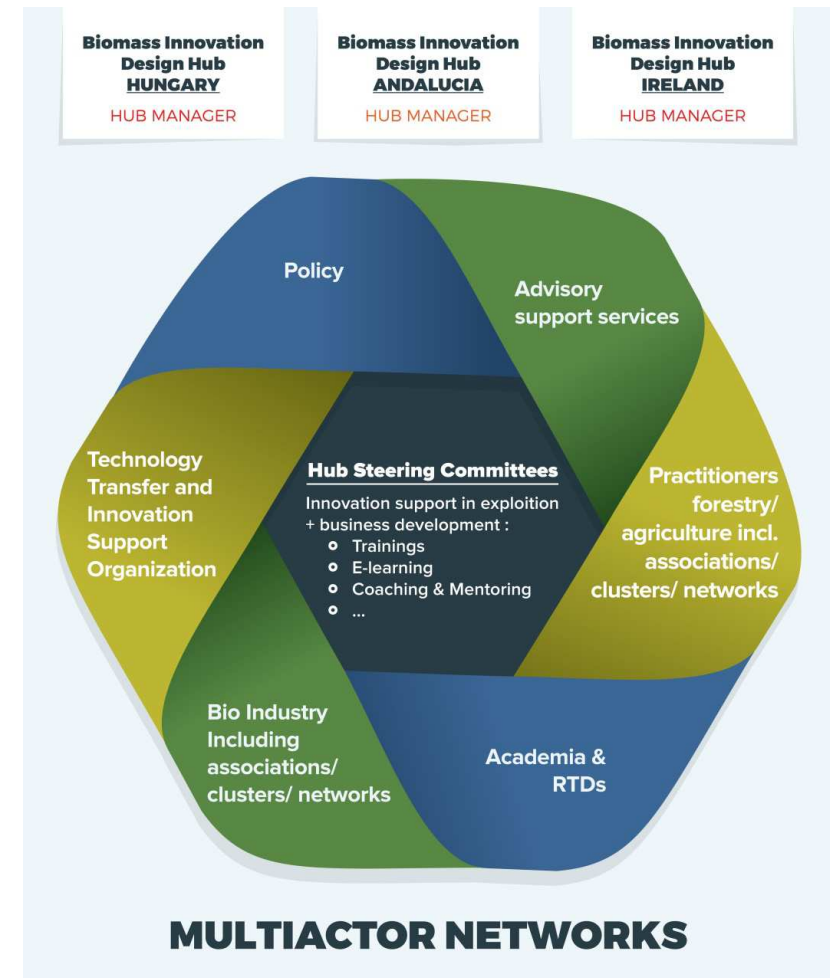 Biomass Innovation
Design Hub
HUNGARY
HUB MANAGER
Biomass Innovation
Design Hub
ANDALUCIA
HUB MANAGER
Biomass Innovation
Design Hub
IRELAND
HUB MANAGER
Policy
Advisory
support services
Technology
Transfer and
Innovation
Support
Organization
Hub Steering Committees
Innovation support in exploition
+ business development :
Trainings
E-learning
Coaching & Mentoring
...
Practitioners
forestry/
agriculture incl.
associations/
clusters/ networks
Bio Industry
Including
associations/
clusters/ networks
Academia &
RTDs
MULTIACTOR NETWORKS